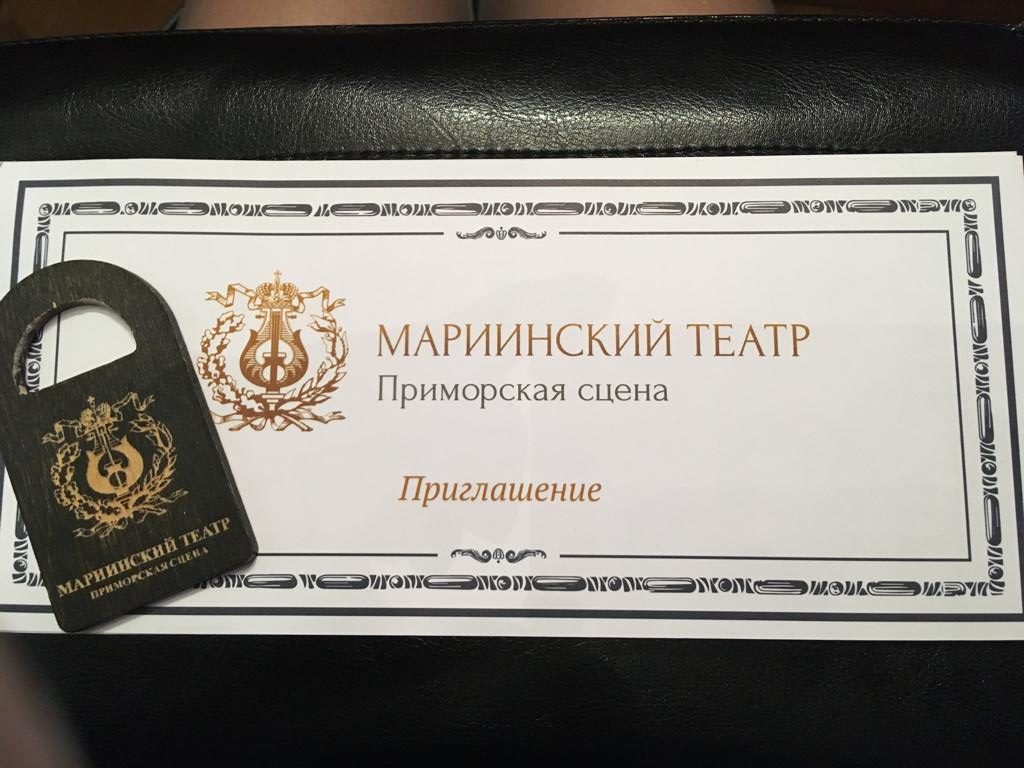 МАРИИНСКИЙ ТЕАТР
Приморская сцена
Приглашение
МАРИИНСКИЙ ТЕАТР
ПРИМОРСКАЯ СЦЕНА